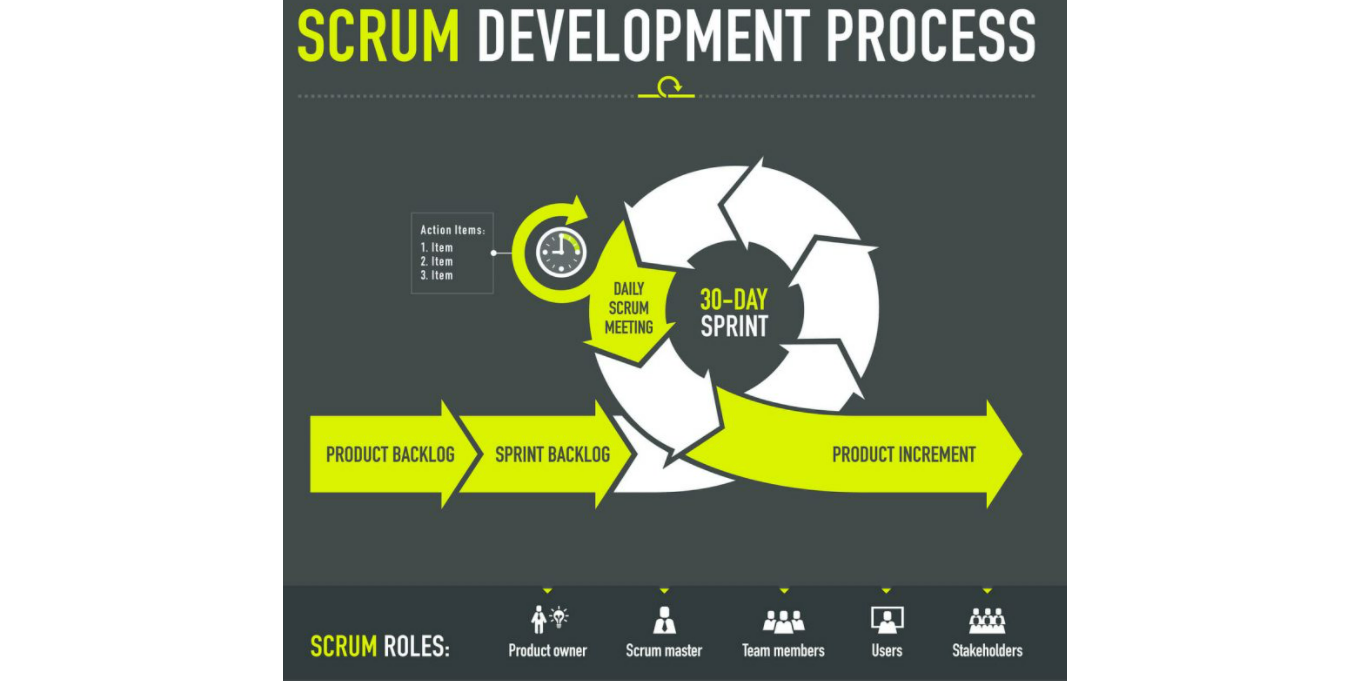 SCRUM DEVELOPMENT PROCESS
Action Items:
1. Item
2. Item
3. Item
DAILY
SCRUM
MEETING
30-DAY
SPRINT
PRODUCT BACKLOG
SPRINT BACKLOG
PRODUCT INCREMENT
SCRUM ROLES:
Product owner
Scrum master
Team members
Users
Stakeholders